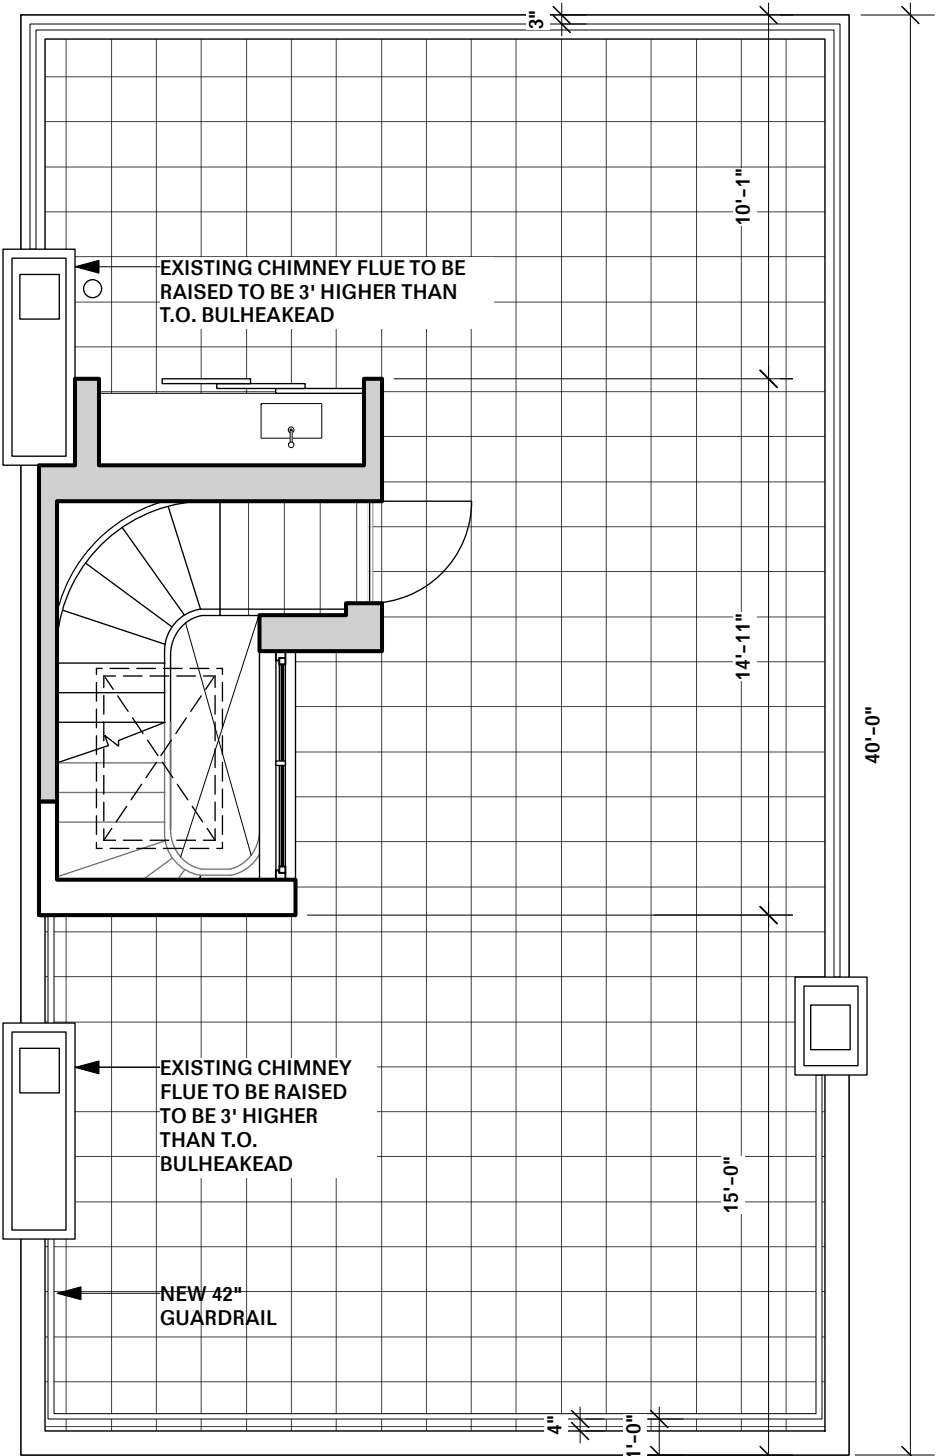 3"
10'-1"
EXISTING CHIMNEY FLUE TO BE
RAISED TO BE 3' HIGHER THAN
T.O. BULHEAKEAD
14'-11"
40'-0"
EXISTING CHIMNEY
FLUE TO BE RAISED
TO BE 3' HIGHER
THAN T.O.
BULHEAKEAD
15'-0"
NEW 42"
GUARDRAIL
4"
1'-0"